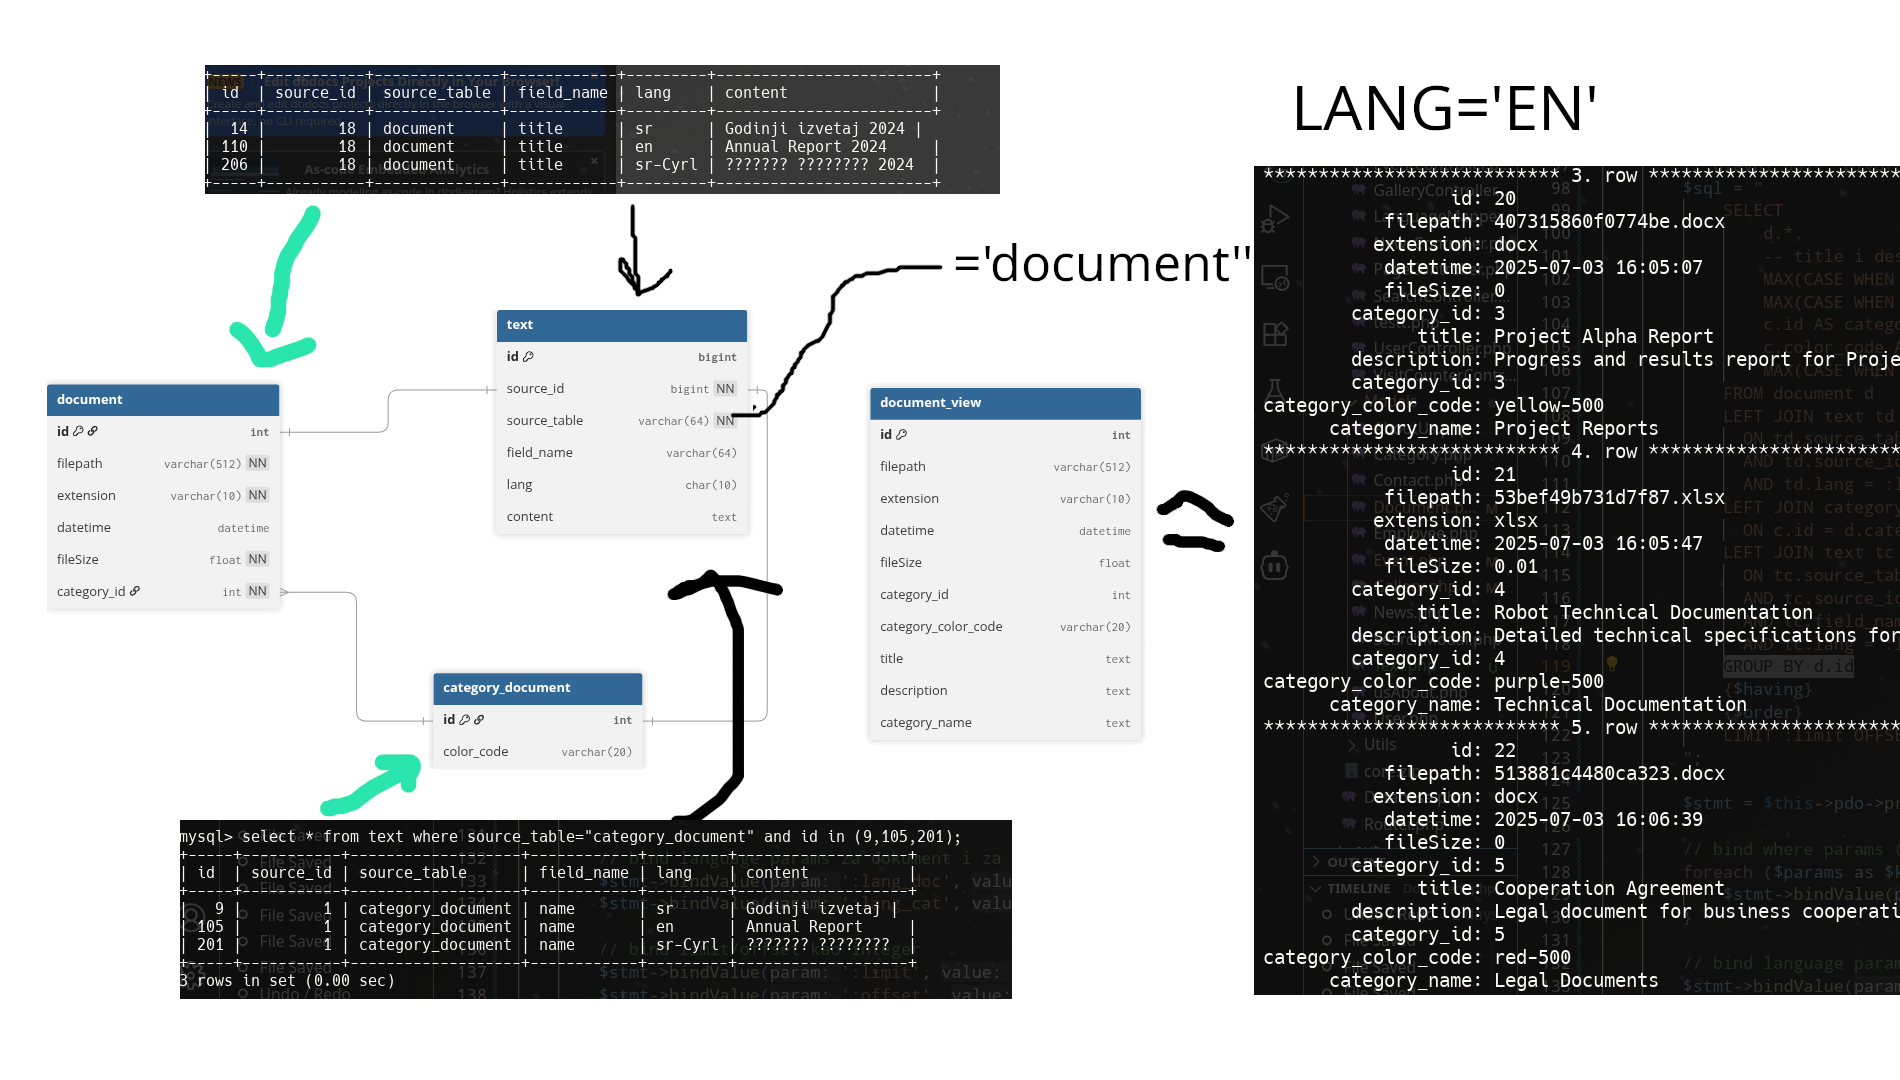 +-----+-----------+--------------+------------+---------+------------------------+
| id  | source_id | source_table | field_name | lang    | content                |
+-----+-----------+--------------+------------+---------+------------------------+
|  14 |        18 | document     | title      | sr      | Godinji izvetaj 2024 |
| 110 |        18 | document     | title      | en      | Annual Report 2024     |
| 206 |        18 | document     | title      | sr-Cyrl | ??????? ???????? 2024  |
+-----+-----------+--------------+------------+---------+------------------------+
LANG='EN'
='document''
document
id int
filepath varchar(512) NN
extension varchar(10) NN
datetime datetime
fileSize float NN
category_id int NN
text
id bigint
source_id bigint NN
source_table varchar(64) NN
field_name varchar(64)
lang char(10)
content text
category_document
id int
color_code varchar(20)
document_view
id int
filepath varchar(512)
extension varchar(10)
datetime datetime
fileSize float
category_id int
category_color_code varchar(20)
title text
description text
category_name text
mysql> select * from text where source_table="category_document" and id in (9,105,201);
+-----+-----------+-------------------+------------+---------+-------------------+
| id  | source_id | source_table      | field_name | lang    | content           |
+-----+-----------+-------------------+------------+---------+-------------------+
|   9 |         1 | category_document | name       | sr      | Godinji izvetaj |
| 105 |         1 | category_document | name       | en      | Annual Report     |
| 201 |         1 | category_document | name       | sr-Cyrl | ??????? ????????  |
+-----+-----------+-------------------+------------+---------+-------------------+
3 rows in set (0.00 sec)
*************************** 3. row ***********************
id: 20
filepath: 407315860f0774be.docx
extension: docx
datetime: 2025-07-03 16:05:07
fileSize: 0
category_id: 3
title: Project Alpha Report
description: Progress and results report for Proje
category_id: 3
category_color_code: yellow-500
category_name: Project Reports
*************************** 4. row ***********************
id: 21
filepath: 53bef49b731d7f87.xlsx
extension: xlsx
datetime: 2025-07-03 16:05:47
fileSize: 0.01
category_id: 4
title: Robot Technical Documentation
description: Detailed technical specifications for
category_id: 4
category_color_code: purple-500
category_name: Technical Documentation
*************************** 5. row ***********************
id: 22
filepath: 513881c4480ca323.docx
extension: docx
datetime: 2025-07-03 16:06:39
fileSize: 0
category_id: 5
title: Cooperation Agreement
description: Legal document for business cooperati
category_id: 5
category_color_code: red-500
category_name: Legal Documents